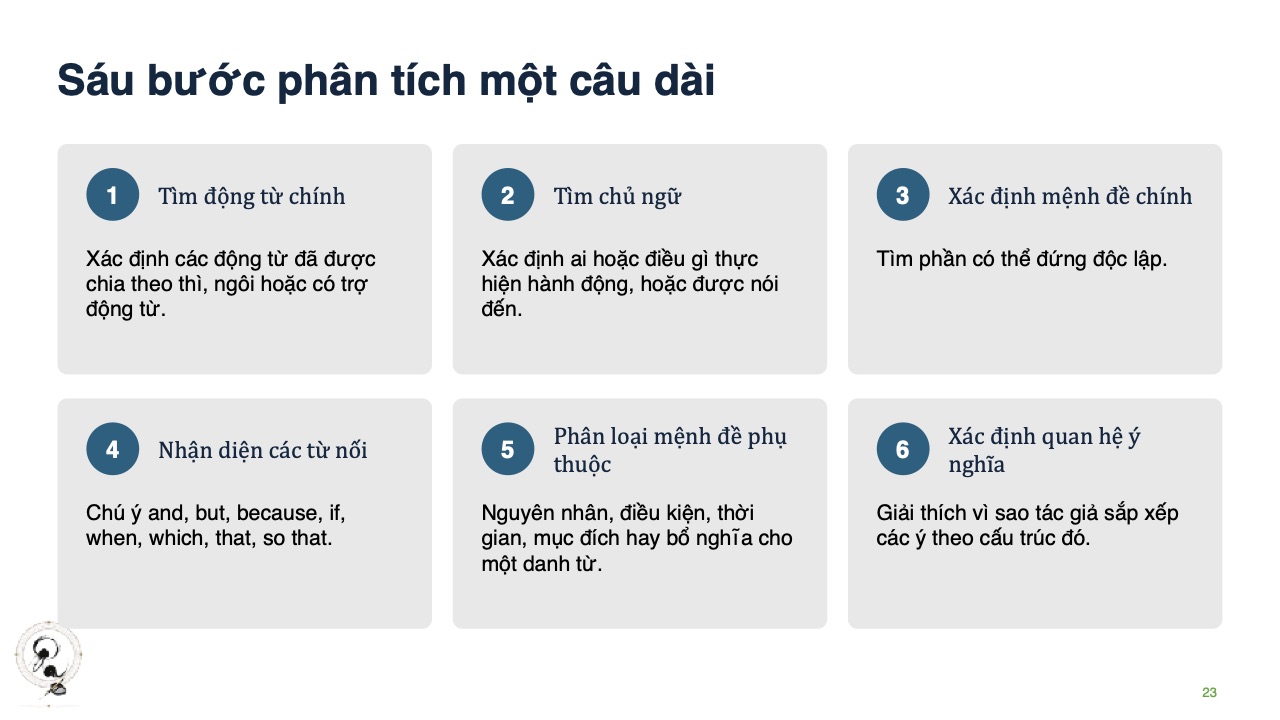 Sáu bước phân tích một câu dài
1
Tìm động từ chính
Xác định các động từ đã được
chia theo thì, ngôi hoặc có trợ
động từ.
2
Tìm chủ ngữ
Xác định ai hoặc điều gì thực
hiện hành động, hoặc được nói
đến.
3
Xác định mệnh đề chính
Tìm phần có thể đứng độc lập.
4
Nhận diện các từ nối
Chú ý and, but, because, if,
when, which, that, so that.
5
Phân loại mệnh đề phụ
thuộc
Nguyên nhân, điều kiện, thời
gian, mục đích hay bổ nghĩa cho
một danh từ.
6
Xác định quan hệ ý
nghĩa
Giải thích vì sao tác giả sắp xếp
các ý theo cấu trúc đó.
23